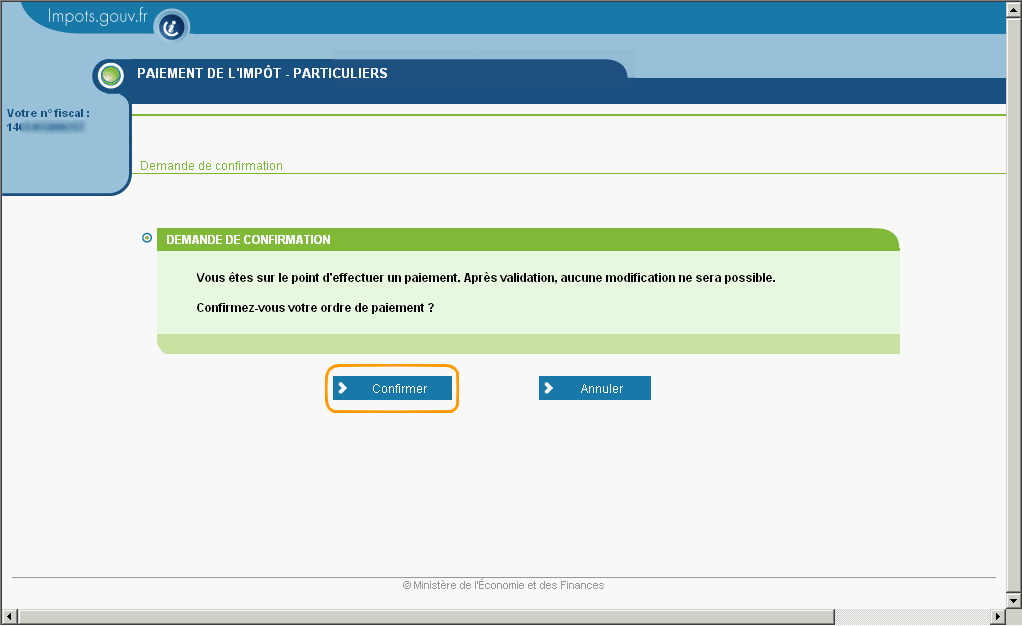 Impots.gouv.fr
PAIEMENT DE L'IMPÔT - PARTICULIERS
Votre n° fiscal :
Demande de confirmation
DEMANDE DE CONFIRMATION
Vous êtes sur le point d'effectuer un paiement. Après validation, aucune modification ne sera possible.
Confirmez-vous votre ordre de paiement ?
Confirmer
Annuler
© Ministère de l'Économie et des Finances